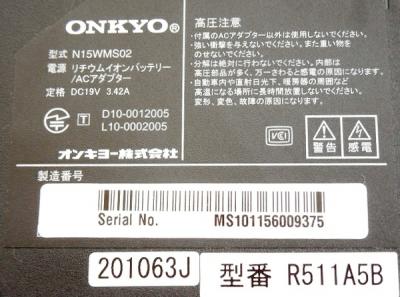 ONKYO®
型式 N15WMS02
電源 リチウムイオンバッテリー
/ACアダプター
定格 DC19V 3.42A
T D10-0012005
L10-0002005
オンキヨー株式会社
高圧注意
・付属のACアダプター以外は使用しないでください。
・強い衝撃を与えないでください。また、重いものを
のせないでください。
・分解は絶対に行わないでください。内部は
高圧部品が多く、万一さわると感電の原因になります。
・自動車内や直射日光下、暖房器の周囲など
高温になる場所に長時間放置しないでください。
変形、変色、故障の原因になります。
VCI
警告
感電
製造番号
Serial No. MS101156009375
201063J
型番 R511A5B